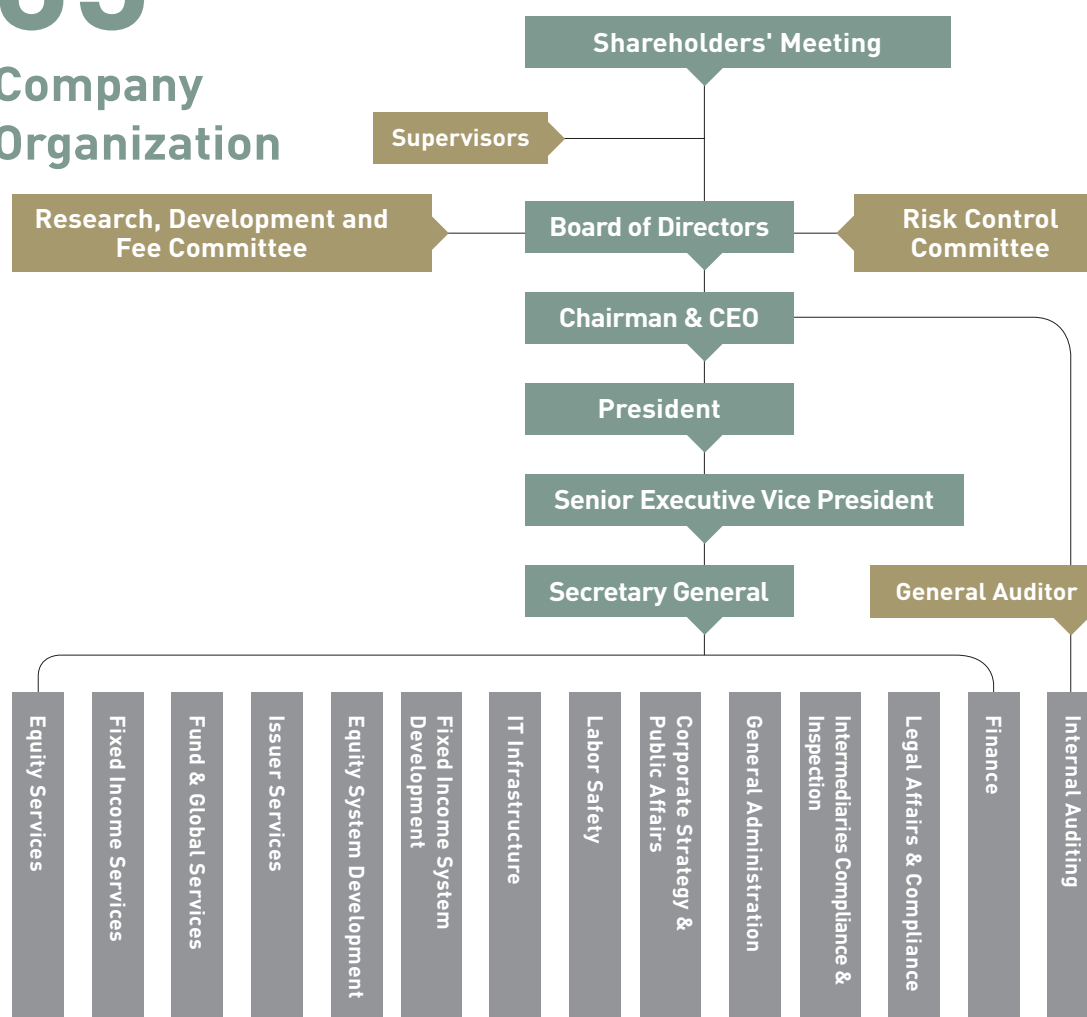 Company
Organization
Shareholders' Meeting
Supervisors
Research, Development and
Fee Committee
Board of Directors
Risk Control
Committee
Chairman & CEO
President
Senior Executive Vice President
Secretary General
General Auditor
Equity Services
Fixed Income Services
Fund & Global Services
Issuer Services
Equity System Development
Fixed Income System
Development
IT Infrastructure
Labor Safety
Corporate Strategy &
Public Affairs
General Administration
Intermediaries Compliance &
Inspection
Legal Affairs & Compliance
Finance
Internal Auditing